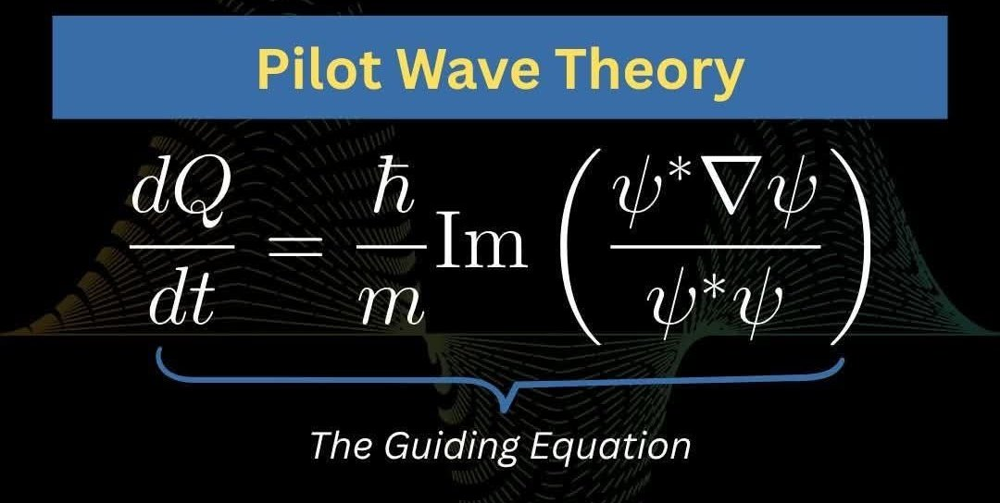 Pilot Wave Theory
dQ/dt = ħ/m Im ( ψ*∇ψ / ψ*ψ )
The Guiding Equation